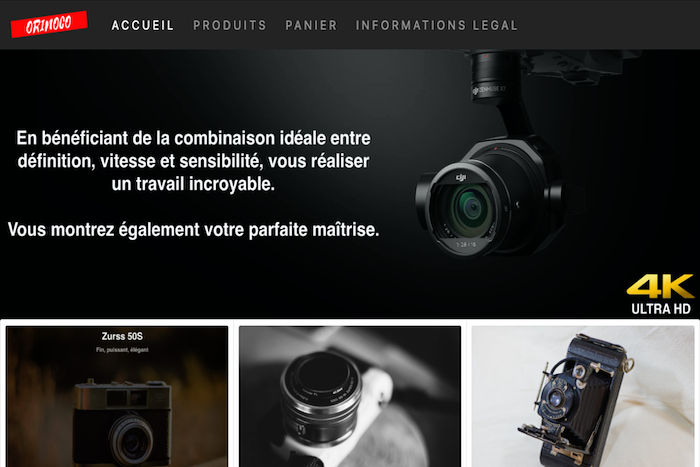 ORINOCO
ACCUEIL PRODUITS PANIER INFORMATIONS LEGAL
En bénéficiant de la combinaison idéale entre
définition, vitesse et sensibilité, vous réaliser
un travail incroyable.
Vous montrez également votre parfaite maîtrise.
dji
4K
ULTRA HD
Zurss 50S
Fin, puissant, élégant